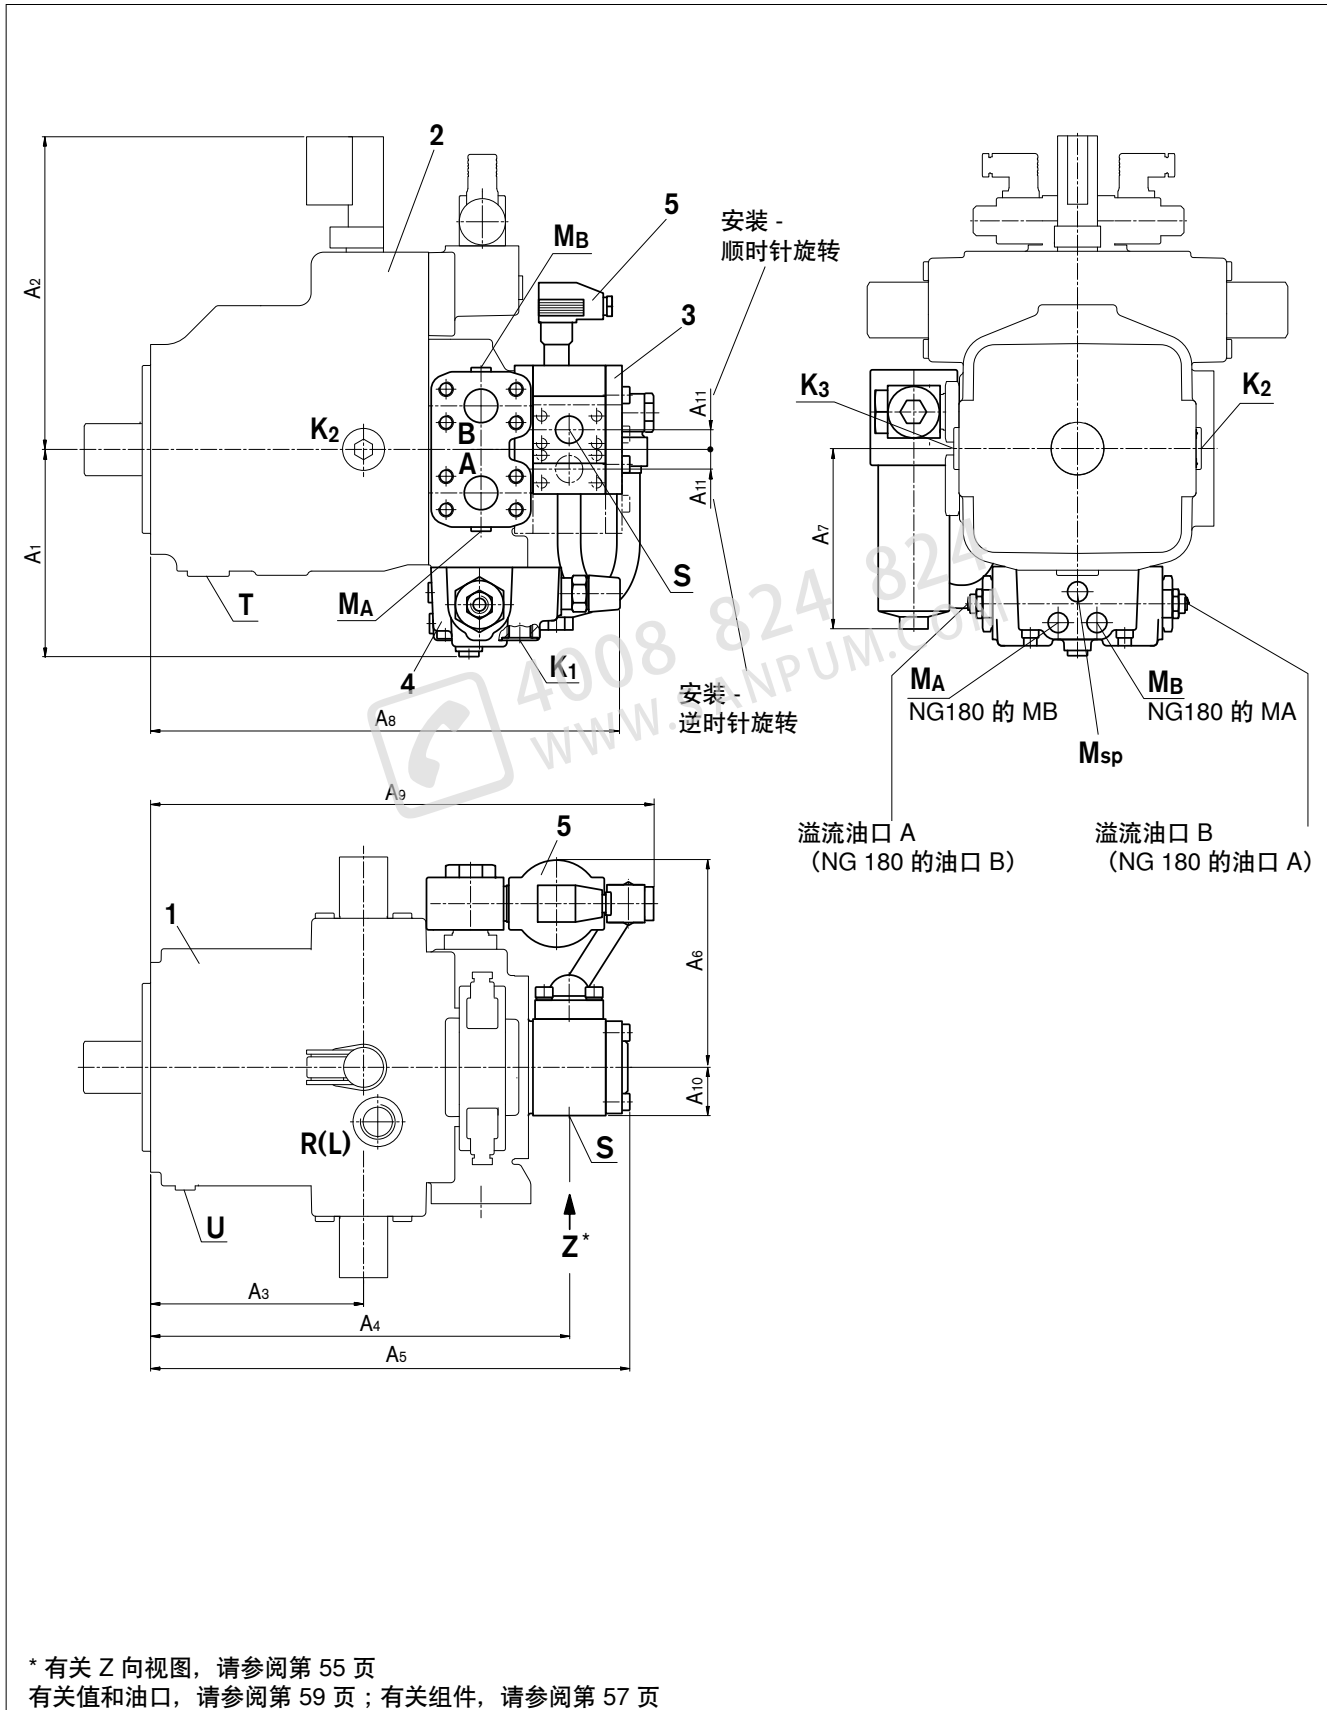 2
5
安装 -
顺时针旋转
MB
3
A2
A11
K3
K2
K2
B
A
A11
A7
A1
S
T
MA
4
K1
MA
NG180 的 MB
MB
NG180 的 MA
安装 -
逆时针旋转
A8
Msp
4008 824 824
WWW.SANPUM.COM
A9
溢流油口 A
（NG 180 的油口 B）
溢流油口 B
（NG 180 的油口 A）
5
1
A6
A10
R(L)
S
U
Z*
A3
A4
A5
* 有关 Z 向视图，请参阅第 55 页
有关值和油口，请参阅第 59 页；有关组件，请参阅第 57 页